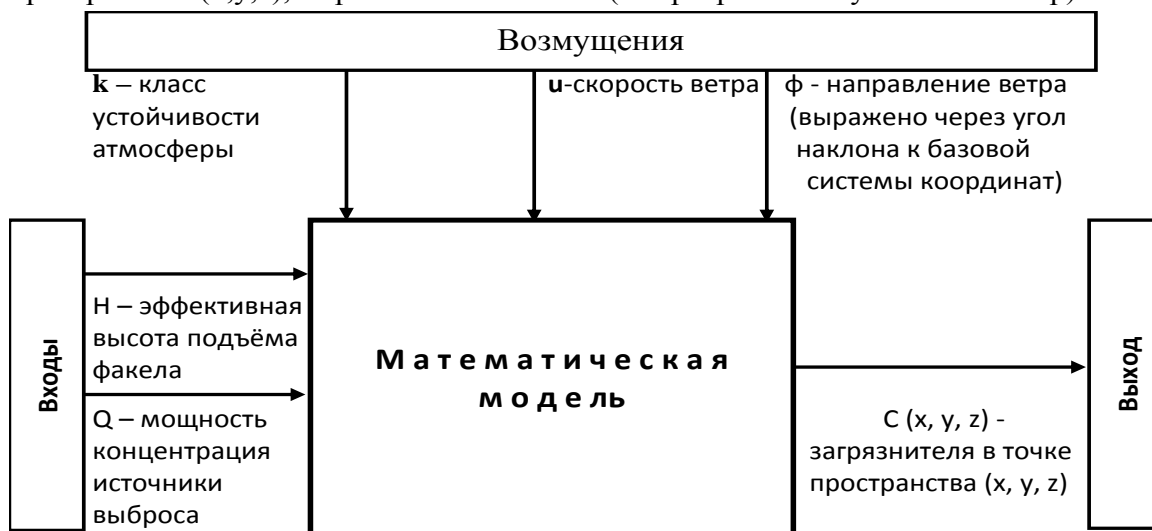 Возмущения
k – класс
устойчивости
атмосферы
u-скорость ветра
ф - направление ветра
(выражено через угол
наклона к базовой
системы координат)
Входы
H – эффективная
высота подъёма
факела
Q – мощность
концентрация
источники
выброса
Математическая
модель
C (x, y, z) -
загрязнителя в точке
пространства (x, y, z)
Выход